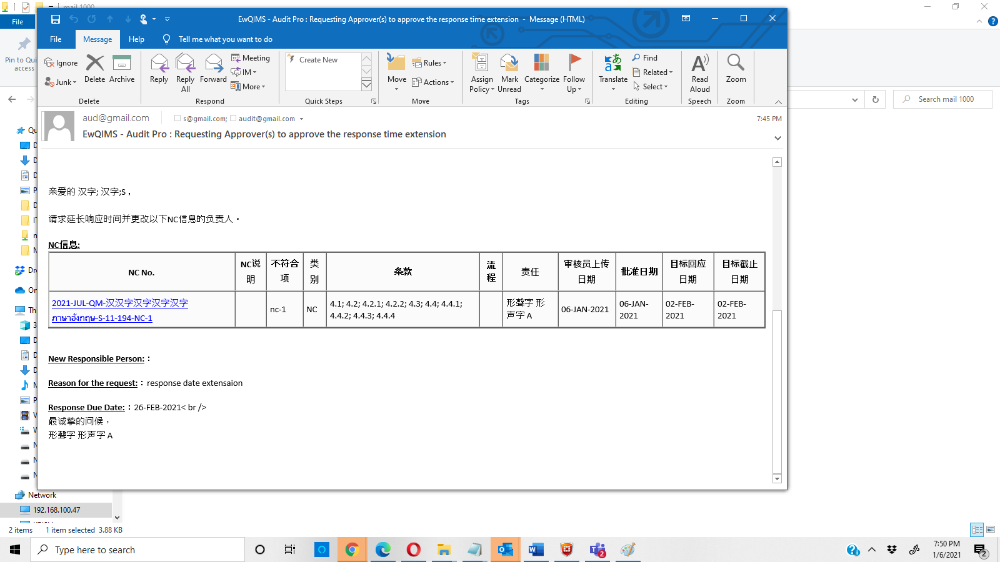 mail 1000
File
Pin to Qui
access
EwQIMS - Audit Pro : Requesting Approver(s) to approve the response time extension - Message (HTML)
File Message Help Tell me what you want to do
Ignore
Junk
Delete
Archive
Delete
Reply
Reply All
Forward
Meeting
IM
More
Respond
Create New
Quick Steps
Move
Rules
Actions
Move
Assign Policy
Mark Unread
Categorize
Follow Up
Tags
Translate
Find
Related
Select
Editing
Read Aloud
Speech
Zoom
Zoom
Search mail 1000
aud@gmail.com s@gmail.com; audit@gmail.com
7:45 PM
EwQIMS - Audit Pro : Requesting Approver(s) to approve the response time extension
亲爱的 汉字; 汉字;S，
请求延长响应时间并更改以下NC信息的负责人。
NC信息:
NC No. NC说明 不符合项 类别 条款 流程 责任 审核员上传日期 批准日期 目标回应日期 目标截止日期
2021-JUL-QM-汉汉字汉字汉字汉字
ภาษาอังกฤษ-S-11-194-NC-1
nc-1
NC
4.1; 4.2; 4.2.1; 4.2.2; 4.3; 4.4; 4.4.1;
4.4.2; 4.4.3; 4.4.4
形聲字 形
声字 A
06-JAN-2021
06-JAN-
2021
02-FEB-
2021
02-FEB-
2021
New Responsible Person: :
Reason for the request: : response date extensaion
Response Due Date: : 26-FEB-2021< br />
最诚挚的问候，
形聲字 形声字 A
Network
192.168.100.47
2 items 1 item selected 3.88 KB
Type here to search
2
7:50 PM
1/6/2021
2